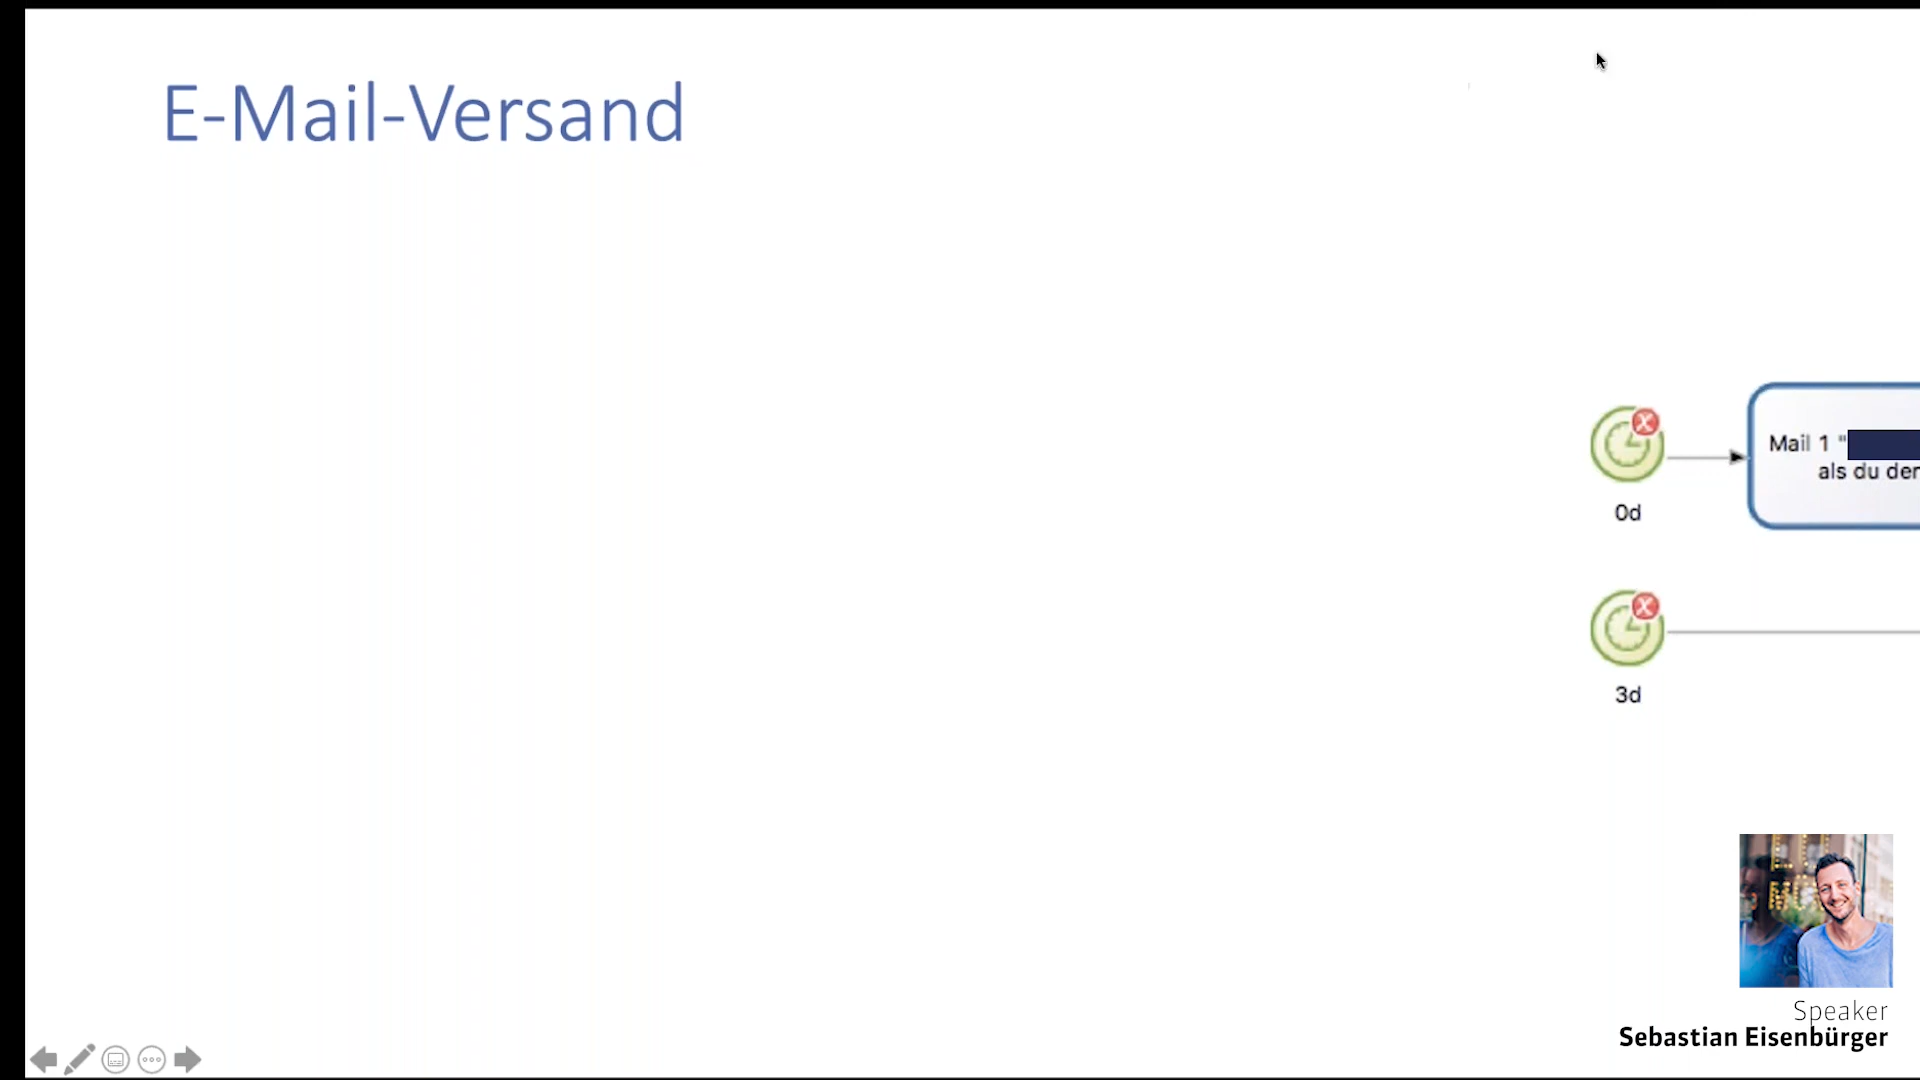 E-Mail-Versand
Mail 1 "
als du der
0d
3d
Speaker
Sebastian Eisenbürger